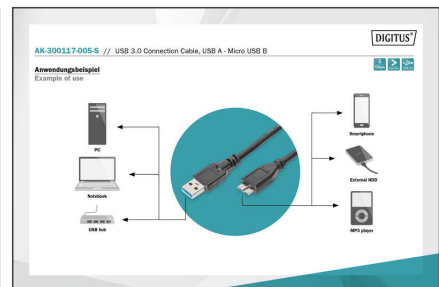 DIGITUS®
AK-300117-005-S // USB 3.0 Connection Cable, USB A - Micro USB B
Anwendungsbeispiel
Example of use
PC
Notebook
USB hub
Smartphone
External HDD
MP3 player